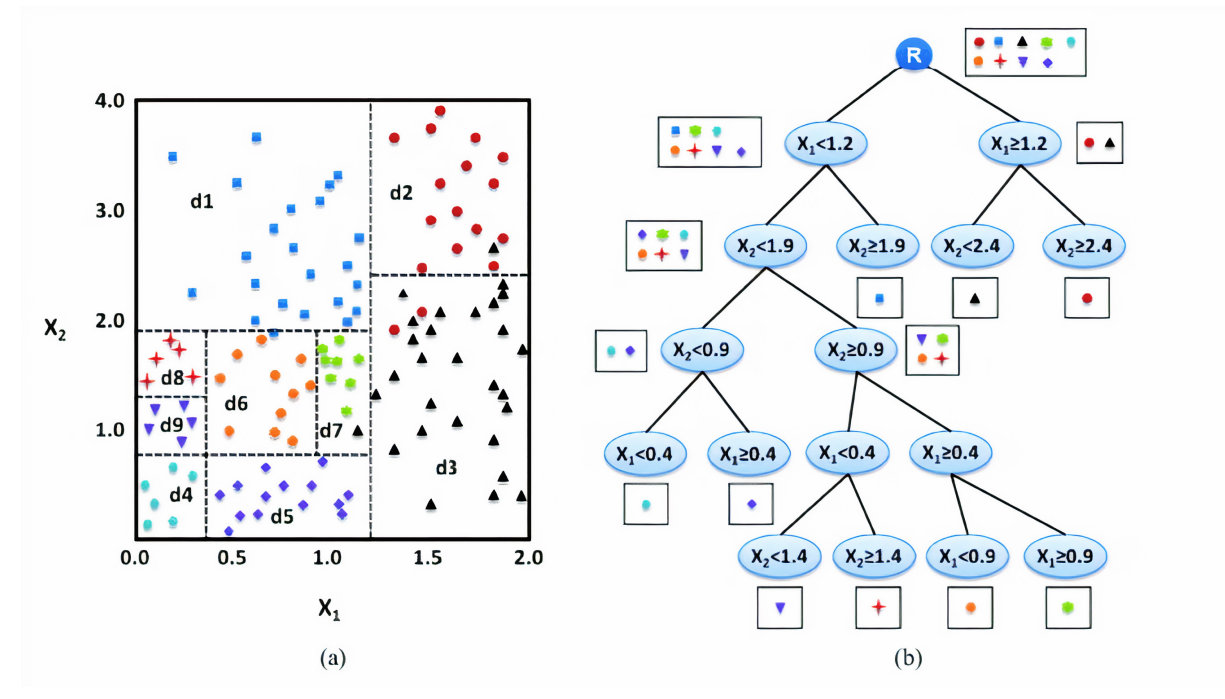 4.0
3.0
2.0
1.0
X₂
d1
d2
d8
d9
d6
d7
d4
d5
d3
0.0 0.5 1.0 1.5 2.0
X₁
(a)
R
X₁<1.2 X₁≥1.2
X₂<1.9 X₂≥1.9 X₂<2.4 X₂≥2.4
X₂<0.9 X₂≥0.9
X₁<0.4 X₁≥0.4 X₁<0.4 X₁≥0.4
X₂<1.4 X₂≥1.4 X₁<0.9 X₁≥0.9
(b)